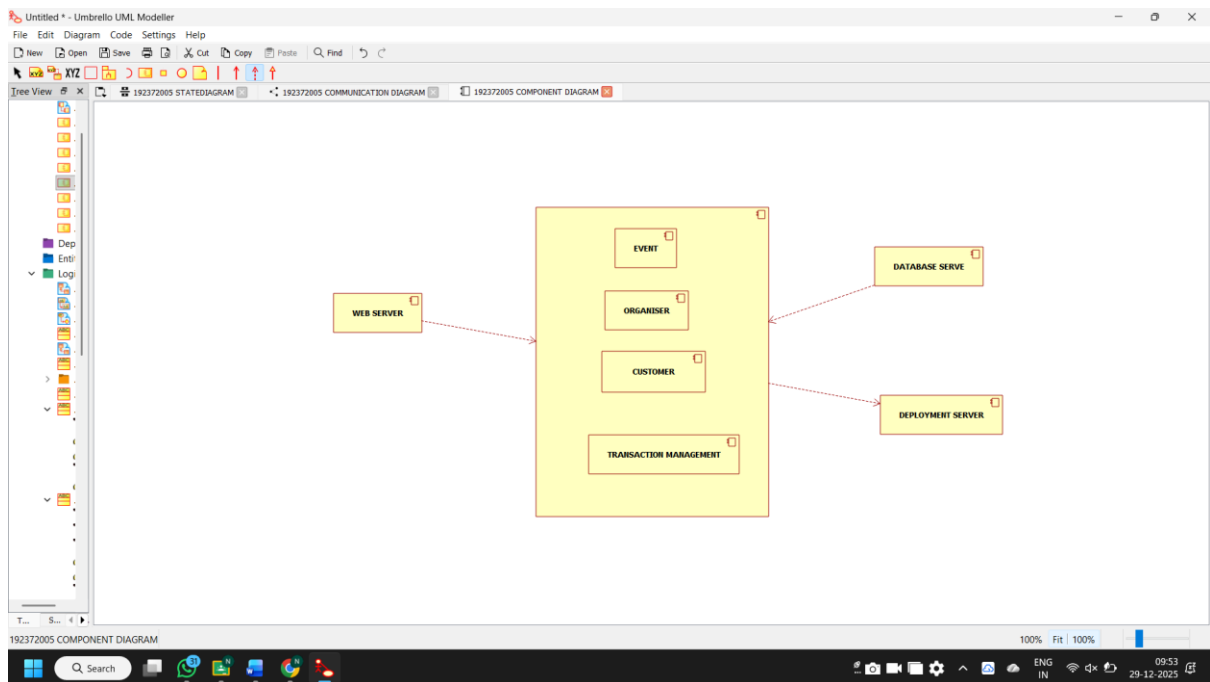 Untitled * - Umbrello UML Modeller
File Edit Diagram Code Settings Help
New Open Save Cut Copy Paste Find
XYZ XYZ
Tree View 192372005 STATEDIAGRAM 192372005 COMMUNICATION DIAGRAM 192372005 COMPONENT DIAGRAM
Dep
Enti
Logi
EVENT
DATABASE SERVE
ORGANISER
WEB SERVER
CUSTOMER
DEPLOYMENT SERVER
TRANSACTION MANAGEMENT
T... S...
192372005 COMPONENT DIAGRAM 100% Fit 100%
Search 31 N N N ENG IN 09:53 29-12-2025